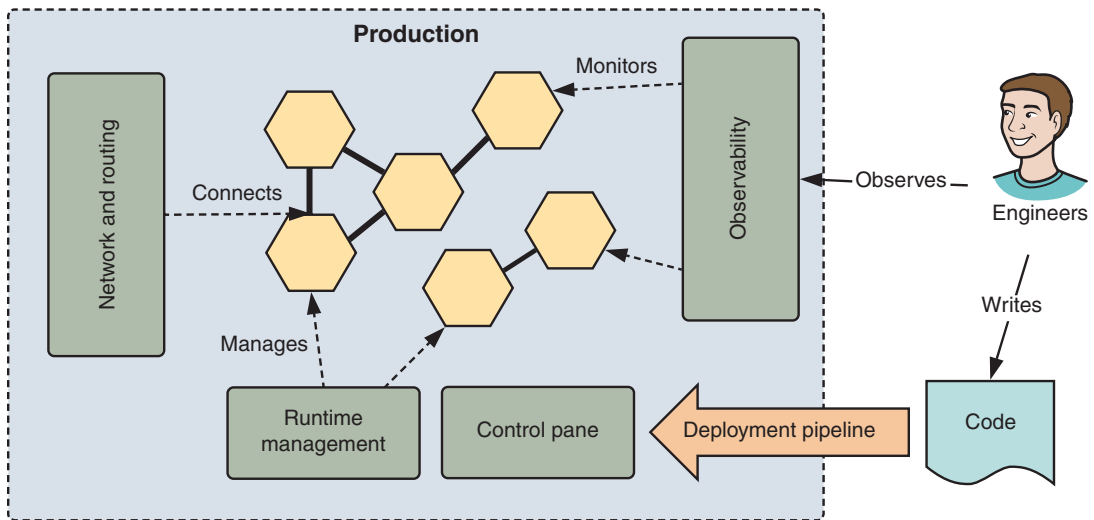 Production
Monitors
Network and routing
Connects
Observability
Observes
Engineers
Manages
Writes
Runtime
management
Control pane
Deployment pipeline
Code